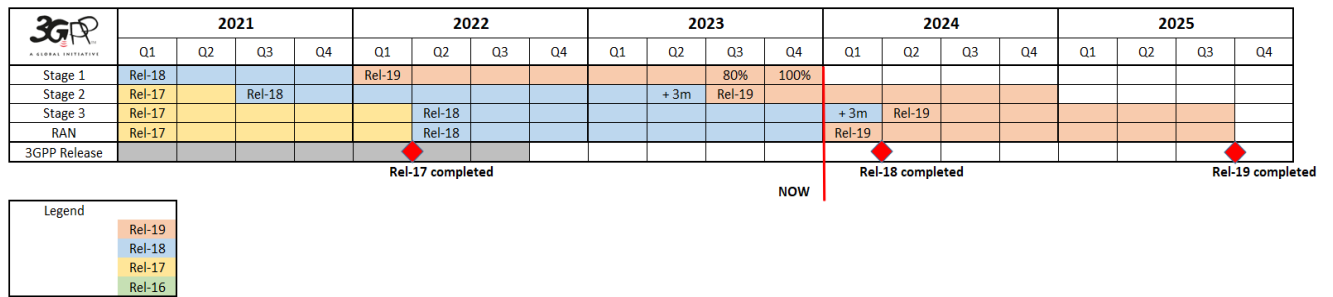 3GPP 2021 2022 2023 2024 2025
A GLOBAL INITIATIVE Q1 Q2 Q3 Q4 Q1 Q2 Q3 Q4 Q1 Q2 Q3 Q4 Q1 Q2 Q3 Q4 Q1 Q2 Q3 Q4
Stage 1 Rel-18 Rel-19 80% 100%
Stage 2 Rel-17 Rel-18 + 3m Rel-19
Stage 3 Rel-17 Rel-18 + 3m Rel-19
RAN Rel-17 Rel-18 Rel-19
3GPP Release
Rel-17 completed Rel-18 completed Rel-19 completed
NOW
Legend
Rel-19
Rel-18
Rel-17
Rel-16